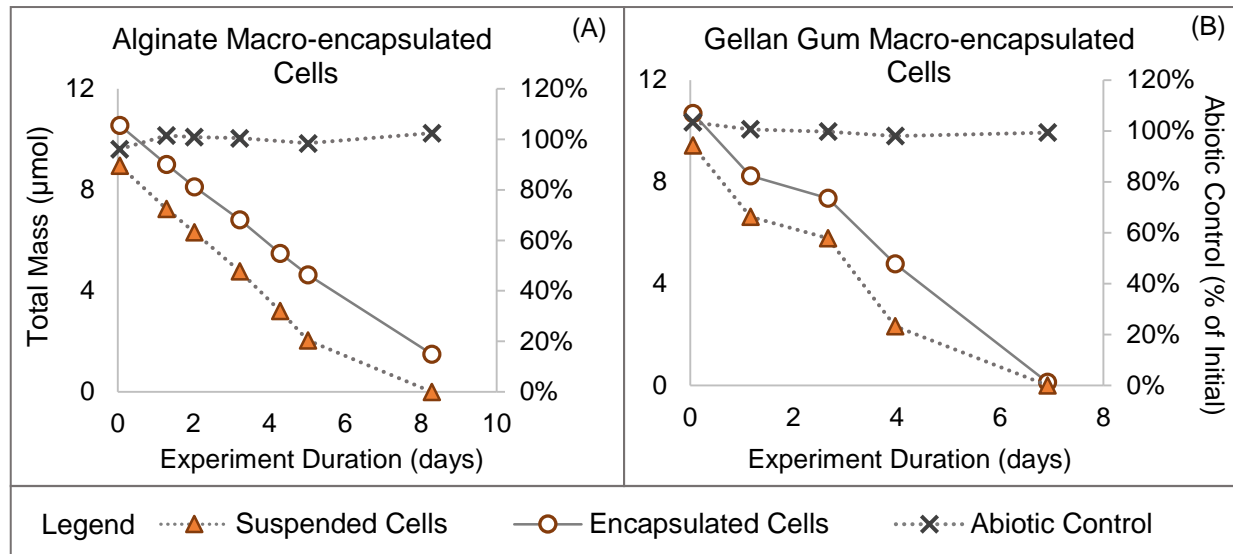 Alginate Macro-encapsulated
Cells
(A)
12
8
4
0
Total Mass (μmol)
120%
100%
80%
60%
40%
20%
0%
0 2 4 6 8 10
Experiment Duration (days)
Gellan Gum Macro-encapsulated
Cells
(B)
12
8
4
0
120%
100%
80%
60%
40%
20%
0%
Abiotic Control (% of Initial)
0 2 4 6 8
Experiment Duration (days)
Legend Suspended Cells Encapsulated Cells Abiotic Control